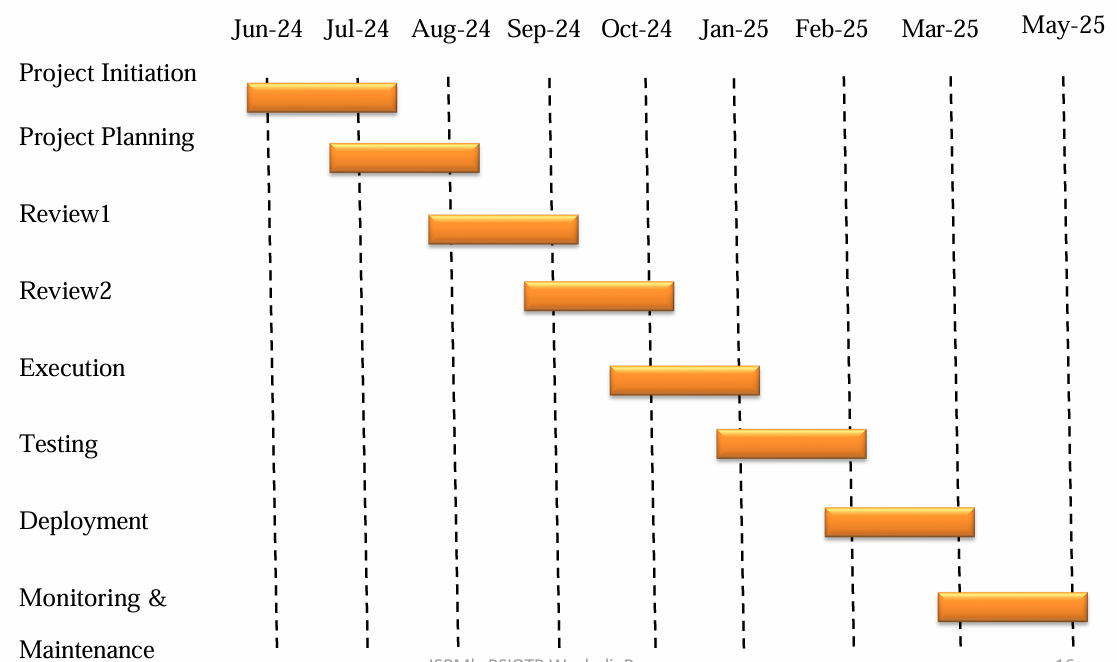 Jun-24 Jul-24 Aug-24 Sep-24 Oct-24 Jan-25 Feb-25 Mar-25 May-25
Project Initiation
Project Planning
Review1
Review2
Execution
Testing
Deployment
Monitoring &
Maintenance
16